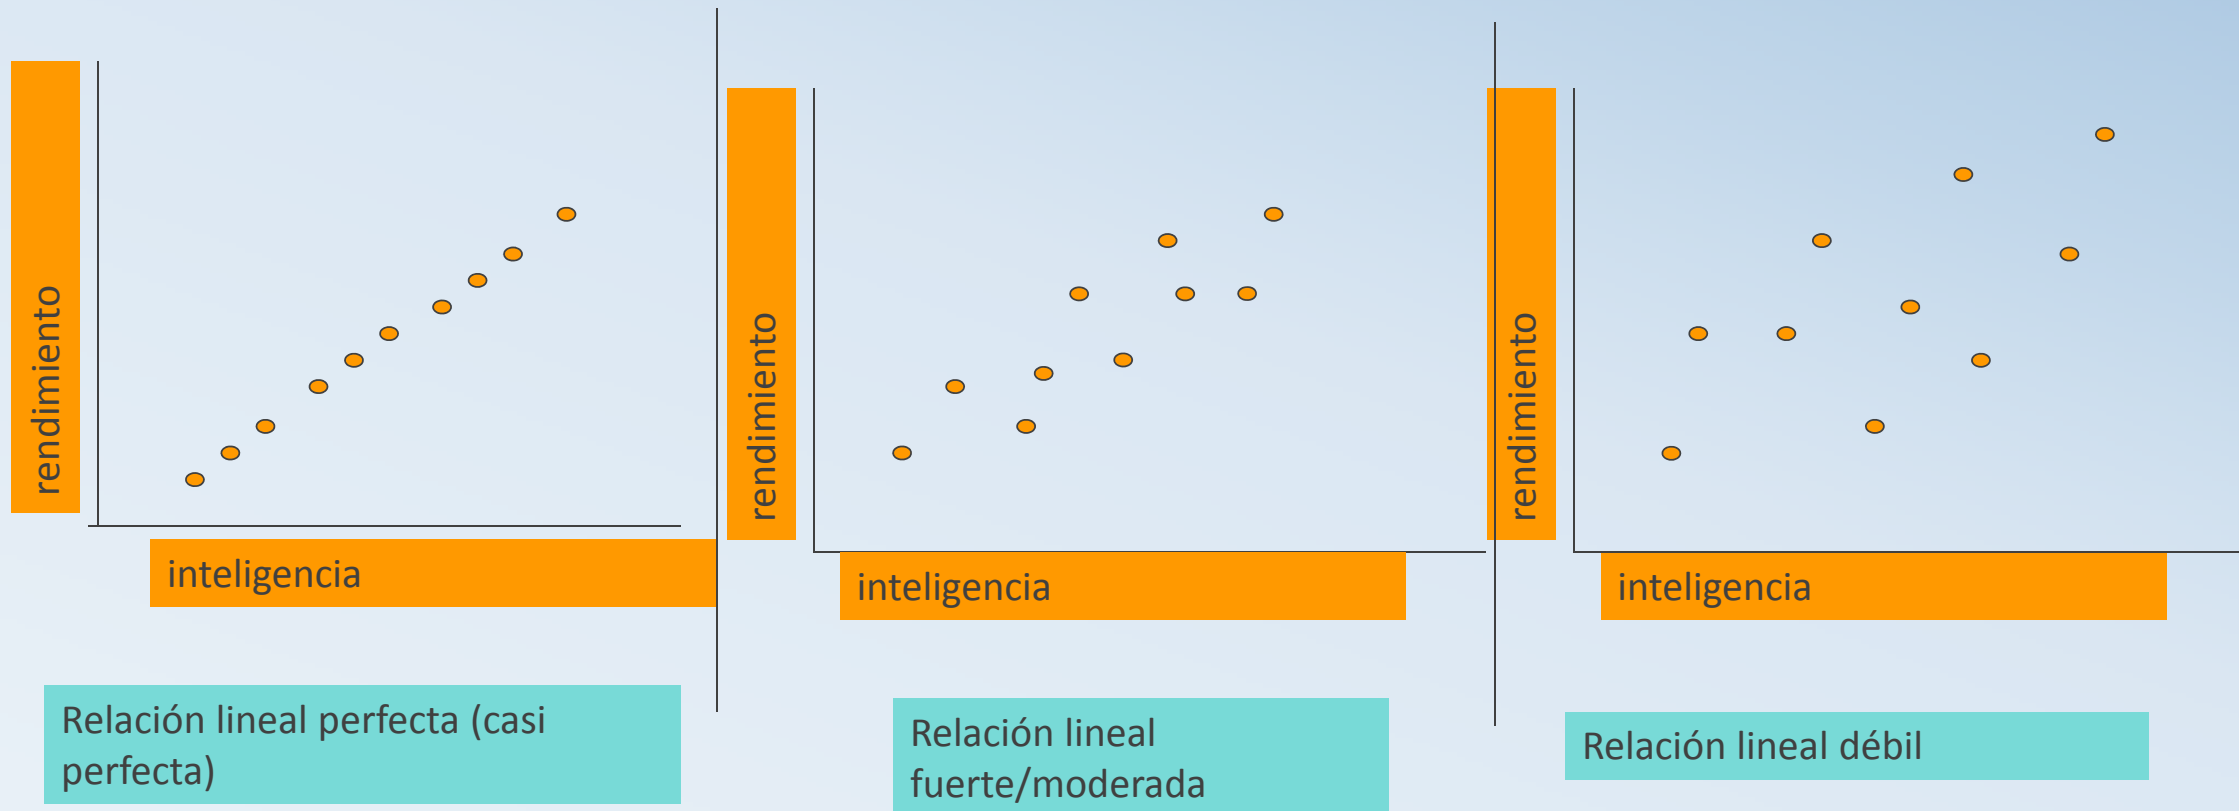 rendimiento
inteligencia
Relación lineal perfecta (casi
perfecta)
rendimiento
inteligencia
Relación lineal
fuerte/moderada
rendimiento
inteligencia
Relación lineal débil